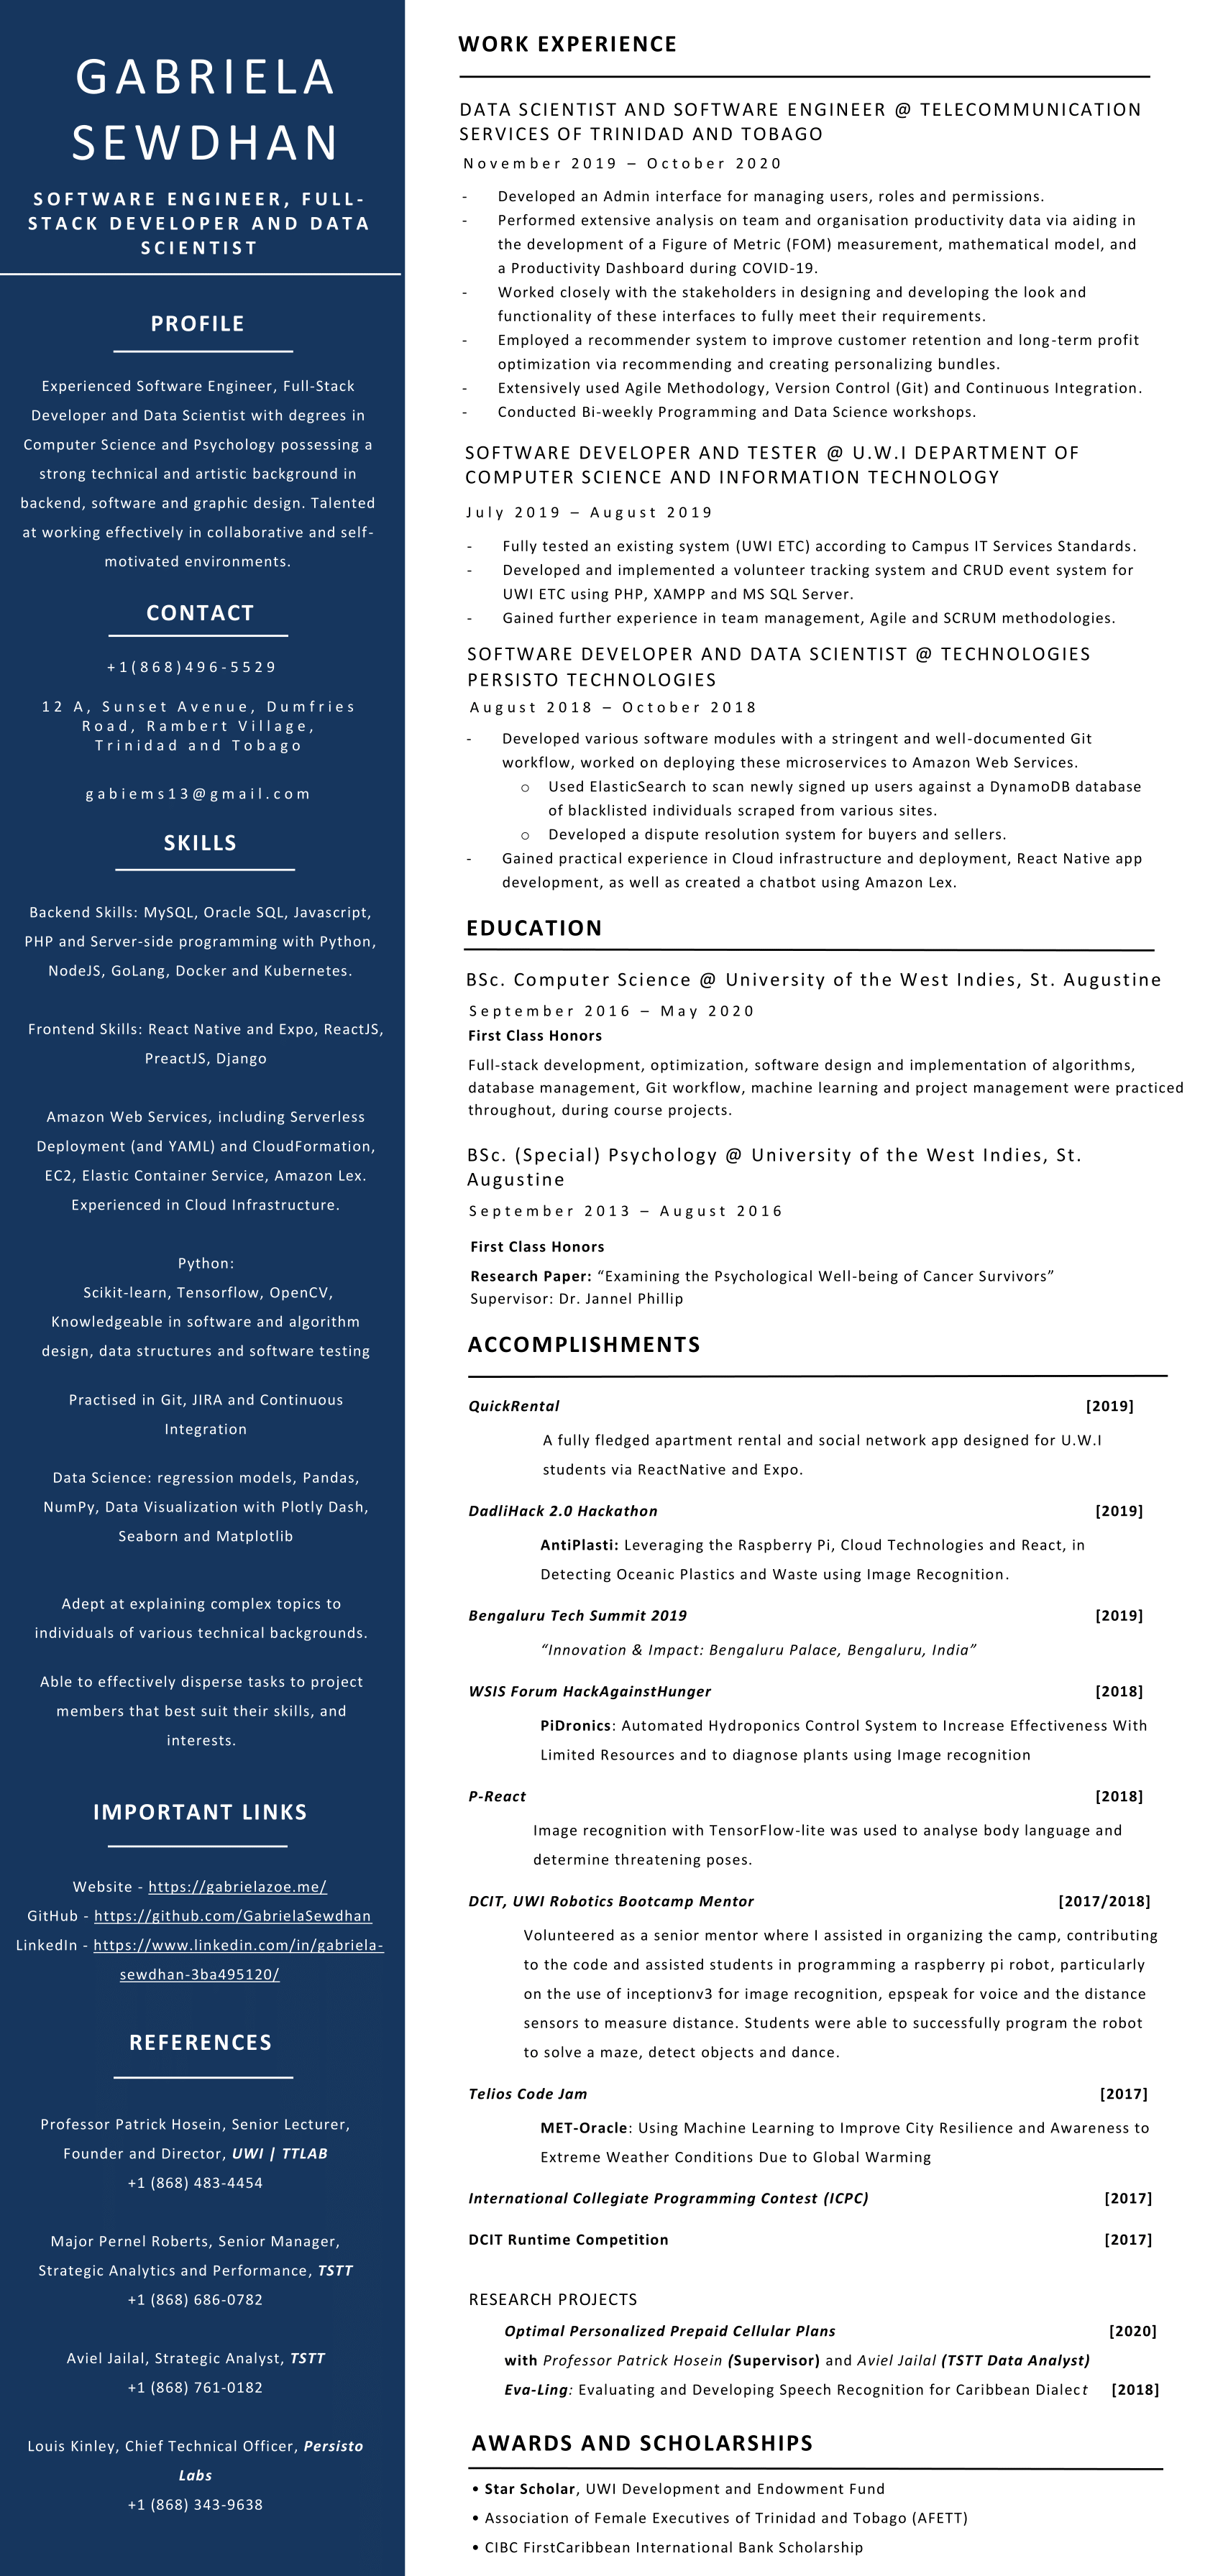 GABRIELA
SEWDHAN
SOFTWARE ENGINEER, FULL-
STACK DEVELOPER AND DATA
SCIENTIST
PROFILE
Experienced Software Engineer, Full-Stack
Developer and Data Scientist with degrees in
Computer Science and Psychology possessing a
strong technical and artistic background in
backend, software and graphic design. Talented
at working effectively in collaborative and self-
motivated environments.
CONTACT
+1(868)496-5529
12 A, Sunset Avenue, Dumfries
Road, Rambert Village,
Trinidad and Tobago
gabiems13@gmail.com
SKILLS
Backend Skills: MySQL, Oracle SQL, Javascript,
PHP and Server-side programming with Python,
NodeJS, GoLang, Docker and Kubernetes.
Frontend Skills: React Native and Expo, ReactJS,
PreactJS, Django
Amazon Web Services, including Serverless
Deployment (and YAML) and CloudFormation,
EC2, Elastic Container Service, Amazon Lex.
Experienced in Cloud Infrastructure.
Python:
Scikit-learn, Tensorflow, OpenCV,
Knowledgeable in software and algorithm
design, data structures and software testing
Practised in Git, JIRA and Continuous
Integration
Data Science: regression models, Pandas,
NumPy, Data Visualization with Plotly Dash,
Seaborn and Matplotlib
Adept at explaining complex topics to
individuals of various technical backgrounds.
Able to effectively disperse tasks to project
members that best suit their skills, and
interests.
IMPORTANT LINKS
Website - https://gabrielazoe.me/
GitHub - https://github.com/GabrielaSewdhan
LinkedIn - https://www.linkedin.com/in/gabriela-
sewdhan-3ba495120/
REFERENCES
Professor Patrick Hosein, Senior Lecturer,
Founder and Director, UWI | TTLAB
+1 (868) 483-4454
Major Pernel Roberts, Senior Manager,
Strategic Analytics and Performance, TSTT
+1 (868) 686-0782
Aviel Jailal, Strategic Analyst, TSTT
+1 (868) 761-0182
Louis Kinley, Chief Technical Officer, Persisto
Labs
+1 (868) 343-9638
WORK EXPERIENCE
DATA SCIENTIST AND SOFTWARE ENGINEER @ TELECOMMUNICATION
SERVICES OF TRINIDAD AND TOBAGO
November 2019 – October 2020
- Developed an Admin interface for managing users, roles and permissions.
- Performed extensive analysis on team and organisation productivity data via aiding in
the development of a Figure of Metric (FOM) measurement, mathematical model, and
a Productivity Dashboard during COVID-19.
- Worked closely with the stakeholders in designing and developing the look and
functionality of these interfaces to fully meet their requirements.
- Employed a recommender system to improve customer retention and long-term profit
optimization via recommending and creating personalizing bundles.
- Extensively used Agile Methodology, Version Control (Git) and Continuous Integration.
- Conducted Bi-weekly Programming and Data Science workshops.
SOFTWARE DEVELOPER AND TESTER @ U.W.I DEPARTMENT OF
COMPUTER SCIENCE AND INFORMATION TECHNOLOGY
July 2019 – August 2019
- Fully tested an existing system (UWI ETC) according to Campus IT Services Standards.
- Developed and implemented a volunteer tracking system and CRUD event system for
UWI ETC using PHP, XAMPP and MS SQL Server.
- Gained further experience in team management, Agile and SCRUM methodologies.
SOFTWARE DEVELOPER AND DATA SCIENTIST @ TECHNOLOGIES
PERSISTO TECHNOLOGIES
August 2018 – October 2018
- Developed various software modules with a stringent and well-documented Git
workflow, worked on deploying these microservices to Amazon Web Services.
o Used ElasticSearch to scan newly signed up users against a DynamoDB database
of blacklisted individuals scraped from various sites.
o Developed a dispute resolution system for buyers and sellers.
- Gained practical experience in Cloud infrastructure and deployment, React Native app
development, as well as created a chatbot using Amazon Lex.
EDUCATION
BSc. Computer Science @ University of the West Indies, St. Augustine
September 2016 – May 2020
First Class Honors
Full-stack development, optimization, software design and implementation of algorithms,
database management, Git workflow, machine learning and project management were practiced
throughout, during course projects.
BSc. (Special) Psychology @ University of the West Indies, St.
Augustine
September 2013 – August 2016
First Class Honors
Research Paper: “Examining the Psychological Well-being of Cancer Survivors”
Supervisor: Dr. Jannel Phillip
ACCOMPLISHMENTS
QuickRental [2019]
A fully fledged apartment rental and social network app designed for U.W.I
students via ReactNative and Expo.
DadliHack 2.0 Hackathon [2019]
AntiPlasti: Leveraging the Raspberry Pi, Cloud Technologies and React, in
Detecting Oceanic Plastics and Waste using Image Recognition.
Bengaluru Tech Summit 2019 [2019]
“Innovation & Impact: Bengaluru Palace, Bengaluru, India”
WSIS Forum HackAgainstHunger [2018]
PiDronics: Automated Hydroponics Control System to Increase Effectiveness With
Limited Resources and to diagnose plants using Image recognition
P-React [2018]
Image recognition with TensorFlow-lite was used to analyse body language and
determine threatening poses.
DCIT, UWI Robotics Bootcamp Mentor [2017/2018]
Volunteered as a senior mentor where I assisted in organizing the camp, contributing
to the code and assisted students in programming a raspberry pi robot, particularly
on the use of inceptionv3 for image recognition, epspeak for voice and the distance
sensors to measure distance. Students were able to successfully program the robot
to solve a maze, detect objects and dance.
Telios Code Jam [2017]
MET-Oracle: Using Machine Learning to Improve City Resilience and Awareness to
Extreme Weather Conditions Due to Global Warming
International Collegiate Programming Contest (ICPC) [2017]
DCIT Runtime Competition [2017]
RESEARCH PROJECTS
Optimal Personalized Prepaid Cellular Plans [2020]
with Professor Patrick Hosein (Supervisor) and Aviel Jailal (TSTT Data Analyst)
Eva-Ling: Evaluating and Developing Speech Recognition for Caribbean Dialect [2018]
AWARDS AND SCHOLARSHIPS
• Star Scholar, UWI Development and Endowment Fund
• Association of Female Executives of Trinidad and Tobago (AFETT)
• CIBC FirstCaribbean International Bank Scholarship